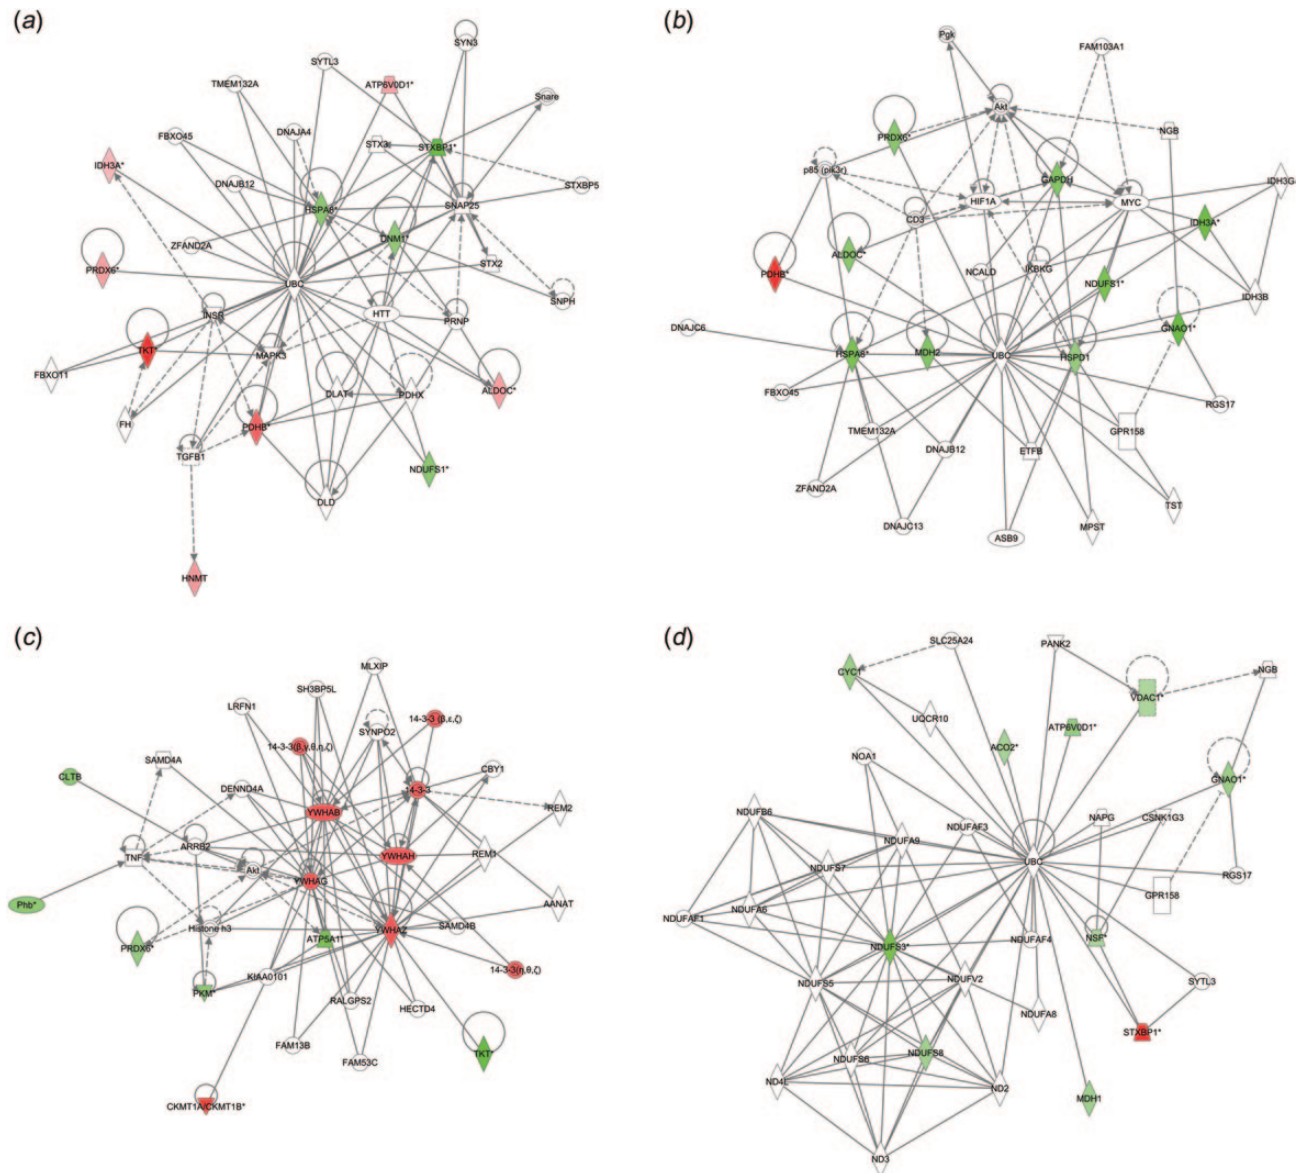 (a)
SYN3
SYTL3
ATP6V0D1*
TMEM132A
Snare
FBXO45
DNAJA4
STX3
STXBP1*
IDH3A*
DNAJB12
STXBP5
HSPA8*
SNAP25
ZFAND2A
DNM1*
STX2
PRDX6*
UBC
SNPH
INSR
HTT
PRNP
TKT*
MAPK3
FBXO11
DLAT
PDHX
ALDOC*
FH
PDHB*
TGFB1
NDUFS1*
DLD
HNMT
(b)
Pgk
FAM103A1
Akt
PRDX6*
NGB
p85 (pik3r)
GAPDH
IDH3G
HIF1A
MYC
CD3
IDH3A*
ALDOC*
PDHB*
NCALD
IKBKG
NDUFS1*
IDH3B
DNAJC6
GNAO1*
HSPA8*
MDH2
UBC
HSPD1
FBXO45
RGS17
TMEM132A
GPR158
DNAJB12
ETFB
ZFAND2A
TST
DNAJC13
ASB9
MPST
(c)
MLXIP
SH3BP5L
LRFN1
14-3-3 (β,ε,ζ)
SYNPO2
14-3-3(β,γ,θ,η,ζ)
SAMD4A
CBY1
CLTB
DENND4A
14-3-3
REM2
YWHAB
TNF
ARRB2
YWHAH
REM1
Akt
YWHAG
Phb*
AANAT
Histone h3
SAMD4B
PRDX6*
ATP5A1*
YWHAZ
14-3-3(η,θ,ζ)
KIAA0101
PKM*
RALGPS2
HECTD4
FAM13B
TKT*
FAM53C
CKMT1A/CKMT1B*
(d)
SLC25A24
PANK2
CYC1*
VDAC1*
NGB
UQCR10
ATP6V0D1*
ACO2*
NOA1
GNAO1*
NDUFB6
NDUFA9
NDUFAF3
NAPG
CSNK1G3
NDUFS7
UBC
RGS17
NDUFAF1
NDUFA6
GPR158
NDUFS3*
NDUFAF4
NSF*
NDUFS5
NDUFV2
SYTL3
NDUFA8
STXBP1*
NDUFS6
NDUFS8
ND4L
ND2
MDH1
ND3